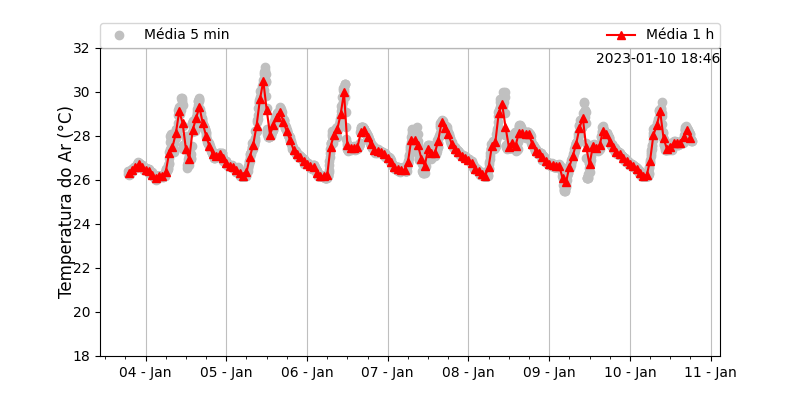 Média 5 min
Média 1 h
2023-01-10 18:46
Temperatura do Ar (°C)
32
30
28
26
24
22
20
18
04 - Jan
05 - Jan
06 - Jan
07 - Jan
08 - Jan
09 - Jan
10 - Jan
11 - Jan